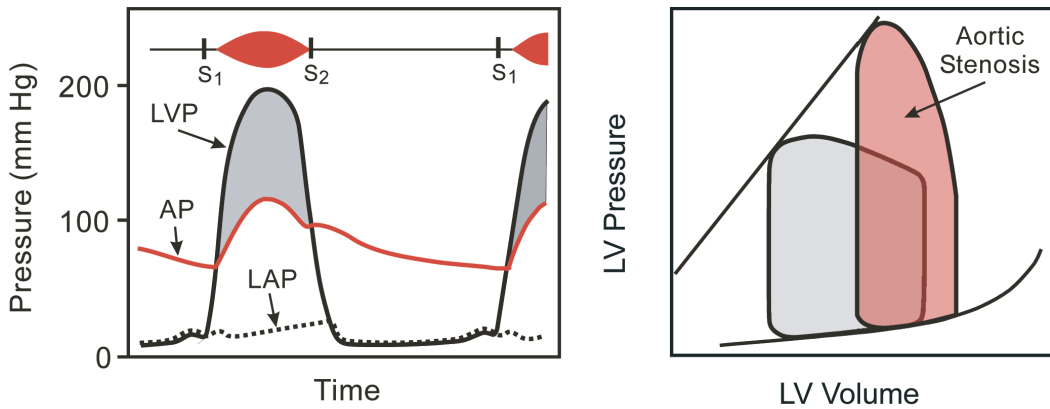 S1
S2
S1
200
LVP
AP
100
LAP
0
Pressure (mm Hg)
Time
Aortic
Stenosis
LV Pressure
LV Volume